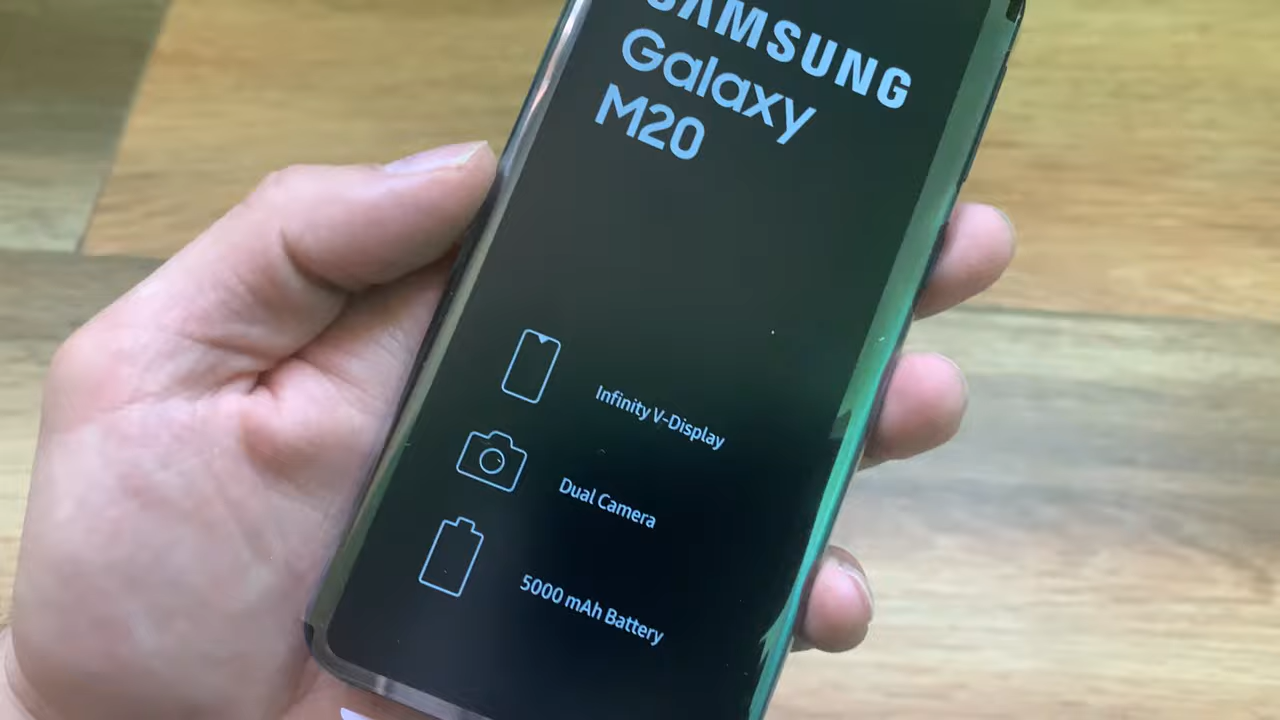 SAMSUNG
Galaxy
M20
Infinity V-Display
Dual Camera
5000 mAh Battery